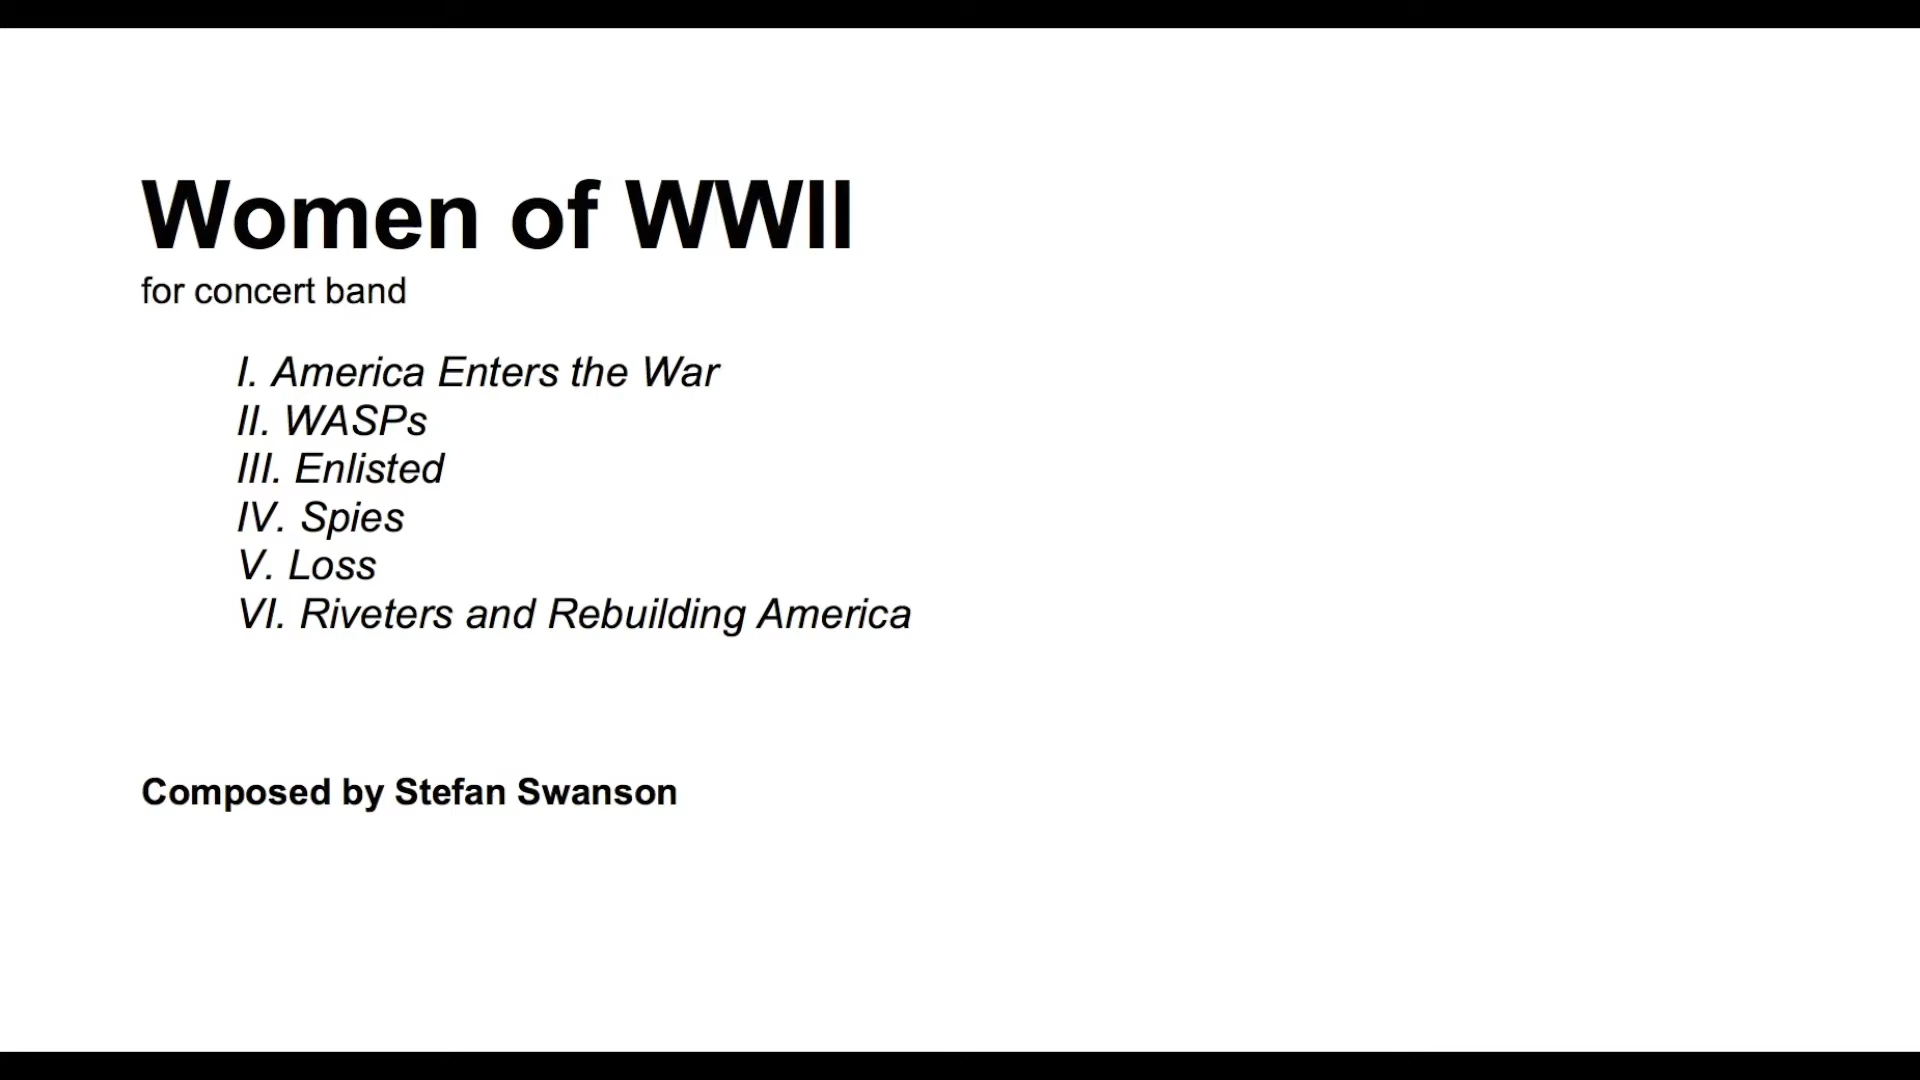 Women of WWII
for concert band
I. America Enters the War
II. WASPs
III. Enlisted
IV. Spies
V. Loss
VI. Riveters and Rebuilding America
Composed by Stefan Swanson